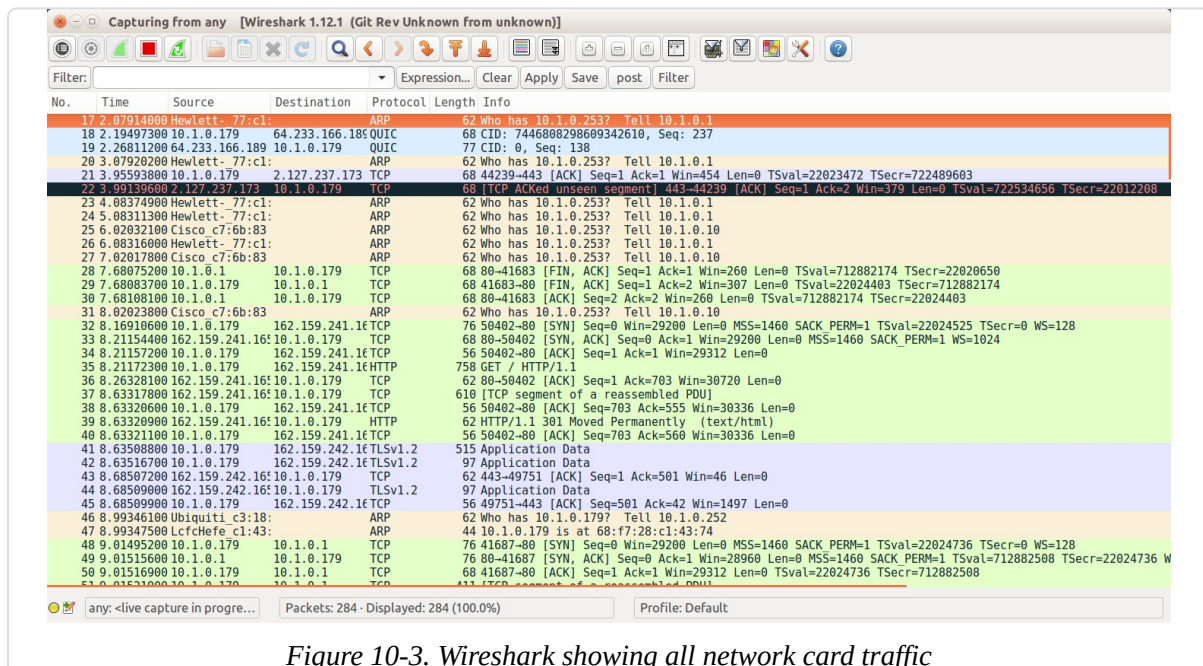 Capturing from any [Wireshark 1.12.1 (Git Rev Unknown from unknown)]
Filter: Expression... Clear Apply Save post Filter
No. Time Source Destination Protocol Length Info
17 2.07914000 Hewlett-_77:c1: ARP 62 Who has 10.1.0.253? Tell 10.1.0.1
18 2.19497300 10.1.0.179 64.233.166.189 QUIC 68 CID: 7446808298609342610, Seq: 237
19 2.26811200 64.233.166.189 10.1.0.179 QUIC 77 CID: 0, Seq: 138
20 3.07920200 Hewlett-_77:c1: ARP 62 Who has 10.1.0.253? Tell 10.1.0.1
21 3.95593800 10.1.0.179 2.127.237.173 TCP 68 44239→443 [ACK] Seq=1 Ack=1 Win=454 Len=0 TSval=22023472 TSecr=722489603
22 3.99139600 2.127.237.173 10.1.0.179 TCP 68 [TCP ACKed unseen segment] 443→44239 [ACK] Seq=1 Ack=2 Win=379 Len=0 TSval=722534656 TSecr=22012208
23 4.08374900 Hewlett-_77:c1: ARP 62 Who has 10.1.0.253? Tell 10.1.0.1
24 5.08311300 Hewlett-_77:c1: ARP 62 Who has 10.1.0.253? Tell 10.1.0.1
25 6.02032100 Cisco_c7:6b:83 ARP 62 Who has 10.1.0.253? Tell 10.1.0.10
26 6.08316000 Hewlett-_77:c1: ARP 62 Who has 10.1.0.253? Tell 10.1.0.1
27 7.02017800 Cisco_c7:6b:83 ARP 62 Who has 10.1.0.253? Tell 10.1.0.10
28 7.68075200 10.1.0.1 10.1.0.179 TCP 68 80→41683 [FIN, ACK] Seq=1 Ack=1 Win=260 Len=0 TSval=712882174 TSecr=22020650
29 7.68083700 10.1.0.179 10.1.0.1 TCP 68 41683→80 [FIN, ACK] Seq=1 Ack=2 Win=307 Len=0 TSval=22024403 TSecr=712882174
30 7.68108100 10.1.0.1 10.1.0.179 TCP 68 80→41683 [ACK] Seq=2 Ack=2 Win=260 Len=0 TSval=712882174 TSecr=22024403
31 8.02023800 Cisco_c7:6b:83 ARP 62 Who has 10.1.0.253? Tell 10.1.0.10
32 8.16910600 10.1.0.179 162.159.241.16 TCP 76 50402→80 [SYN] Seq=0 Win=29200 Len=0 MSS=1460 SACK_PERM=1 TSval=22024525 TSecr=0 WS=128
33 8.21154400 162.159.241.165 10.1.0.179 TCP 68 80→50402 [SYN, ACK] Seq=0 Ack=1 Win=29200 Len=0 MSS=1460 SACK_PERM=1 WS=1024
34 8.21157200 10.1.0.179 162.159.241.16 TCP 56 50402→80 [ACK] Seq=1 Ack=1 Win=29312 Len=0
35 8.21172300 10.1.0.179 162.159.241.16 HTTP 758 GET / HTTP/1.1
36 8.26328100 162.159.241.165 10.1.0.179 TCP 62 80→50402 [ACK] Seq=1 Ack=703 Win=30720 Len=0
37 8.63317800 162.159.241.165 10.1.0.179 TCP 610 [TCP segment of a reassembled PDU]
38 8.63320600 10.1.0.179 162.159.241.16 TCP 56 50402→80 [ACK] Seq=703 Ack=555 Win=30336 Len=0
39 8.63320900 162.159.241.165 10.1.0.179 HTTP 62 HTTP/1.1 301 Moved Permanently (text/html)
40 8.63321100 10.1.0.179 162.159.241.16 TCP 56 50402→80 [ACK] Seq=703 Ack=560 Win=30336 Len=0
41 8.63508800 10.1.0.179 162.159.242.16 TLSv1.2 515 Application Data
42 8.63516700 10.1.0.179 162.159.242.16 TLSv1.2 97 Application Data
43 8.68507200 162.159.242.165 10.1.0.179 TCP 62 443→49751 [ACK] Seq=1 Ack=501 Win=46 Len=0
44 8.68509000 162.159.242.165 10.1.0.179 TLSv1.2 97 Application Data
45 8.68509900 10.1.0.179 162.159.242.16 TCP 56 49751→443 [ACK] Seq=501 Ack=42 Win=1497 Len=0
46 8.99346100 Ubiquiti_c3:18: ARP 62 Who has 10.1.0.179? Tell 10.1.0.252
47 8.99347500 LcfcHefe_c1:43: ARP 44 10.1.0.179 is at 68:f7:28:c1:43:74
48 9.01495200 10.1.0.179 10.1.0.1 TCP 76 41687→80 [SYN] Seq=0 Win=29200 Len=0 MSS=1460 SACK_PERM=1 TSval=22024736 TSecr=0 WS=128
49 9.01515600 10.1.0.1 10.1.0.179 TCP 76 80→41687 [SYN, ACK] Seq=0 Ack=1 Win=28960 Len=0 MSS=1460 SACK_PERM=1 TSval=712882508 TSecr=22024736 W
50 9.01516900 10.1.0.179 10.1.0.1 TCP 68 41687→80 [ACK] Seq=1 Ack=1 Win=29312 Len=0 TSval=22024736 TSecr=712882508
any: <live capture in progre... Packets: 284 · Displayed: 284 (100.0%) Profile: Default
Figure 10-3. Wireshark showing all network card traffic